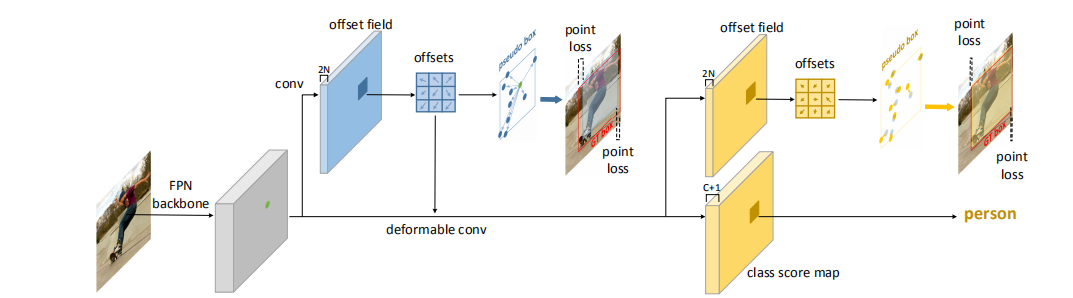 offset field
2N
conv
offsets
pseudo box
point
loss
GT box
point
loss
FPN
backbone
deformable conv
offset field
2N
offsets
pseudo box
point
loss
GT box
point
loss
C+1
class score map
person